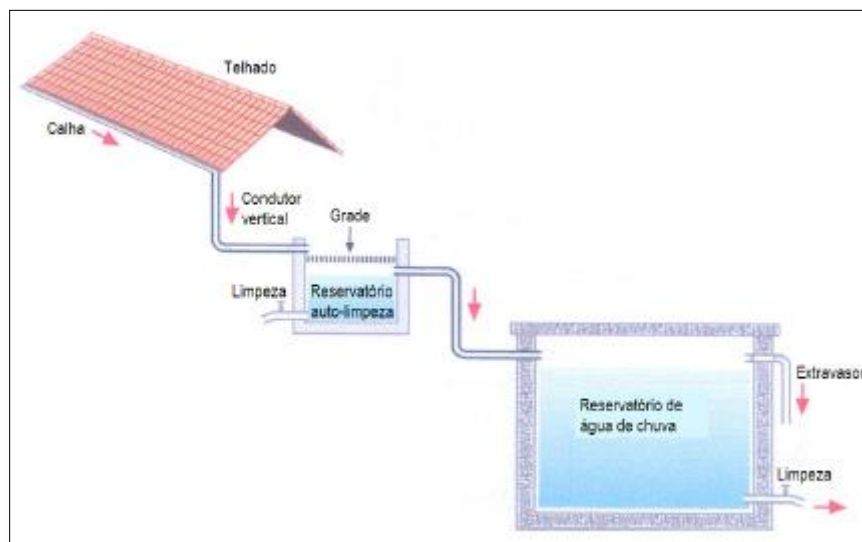 Telhado
Calha
Condutor
vertical
Grade
Limpeza
Reservatório
auto-limpeza
Extravasor
Reservatório de
água de chuva
Limpeza